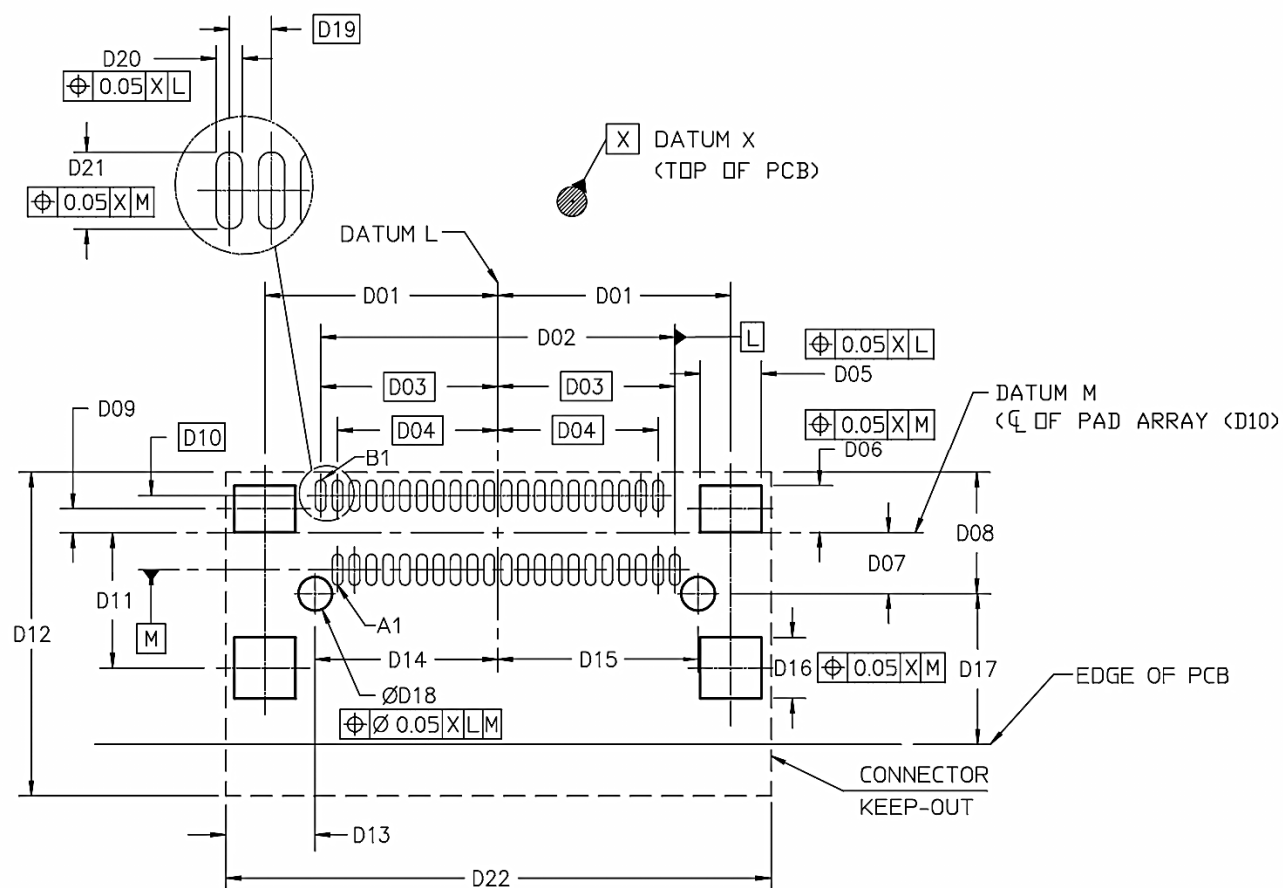 D19
D20
⌖ 0.05 X L
X DATUM X
(TOP OF PCB)
D21
⌖ 0.05 X M
DATUM L
D01 D01
D02 L
⌖ 0.05 X L
D03 D03
D05
DATUM M
(℄ OF PAD ARRAY (D10)
D09
⌖ 0.05 X M
D04 D04
D10
D06
B1
D08
D07
D11
A1
D12
M
D14 D15
D16 ⌖ 0.05 X M
D17
EDGE OF PCB
ØD18
⌖ Ø 0.05 X L M
CONNECTOR
KEEP-OUT
D13
D22